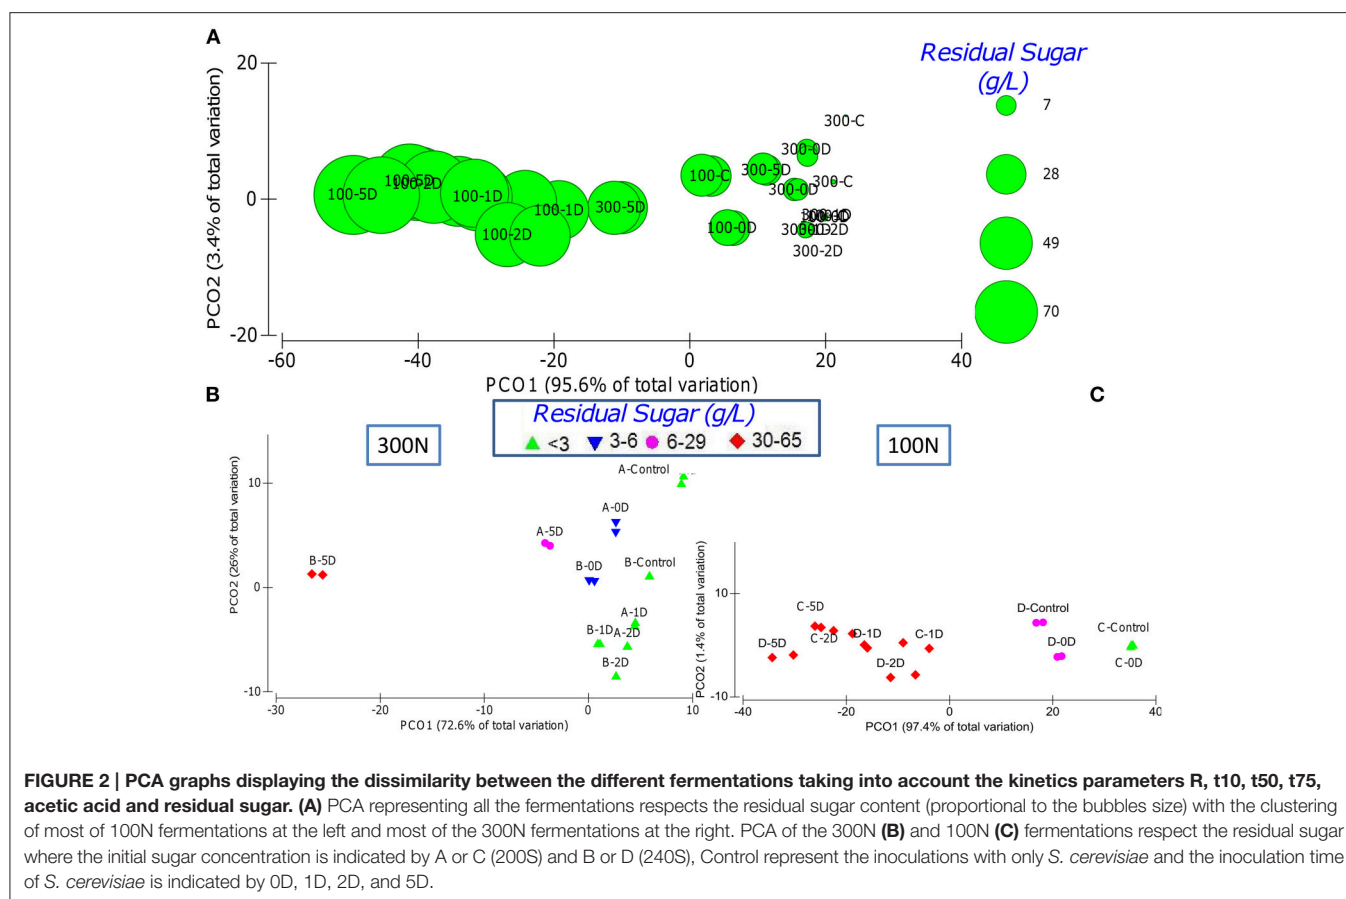 A
Residual Sugar
(g/L)
7
28
49
70
20
0
-20
PCO2 (3.4% of total variation)
300-C
300-0D
300-5D
300-C
300-0D
100-C
100-5D
100-2D
100-5D
100-1D
100-1D
300-5D
100-0D
100-2D
300-2D
-60
-40
-20
0
20
40
PCO1 (95.6% of total variation)
B
C
Residual Sugar (g/L)
<3
3-6
6-29
30-65
300N
100N
PCO2 (26% of total variation)
10
0
-10
A-Control
A-0D
A-5D
B-5D
B-0D
B-Control
A-1D
B-1D
A-2D
B-2D
-30
-20
-10
0
10
PCO1 (72.6% of total variation)
PCO2 (1.4% of total variation)
10
-10
C-5D
D-Control
C-Control
C-2D
D-1D
C-1D
D-5D
D-0D
D-2D
C-0D
-40
-20
0
20
40
PCO1 (97.4% of total variation)
FIGURE 2 | PCA graphs displaying the dissimilarity between the different fermentations taking into account the kinetics parameters R, t10, t50, t75,
acetic acid and residual sugar. (A) PCA representing all the fermentations respects the residual sugar content (proportional to the bubbles size) with the clustering
of most of 100N fermentations at the left and most of the 300N fermentations at the right. PCA of the 300N (B) and 100N (C) fermentations respect the residual sugar
where the initial sugar concentration is indicated by A or C (200S) and B or D (240S), Control represent the inoculations with only S. cerevisiae and the inoculation time
of S. cerevisiae is indicated by 0D, 1D, 2D, and 5D.